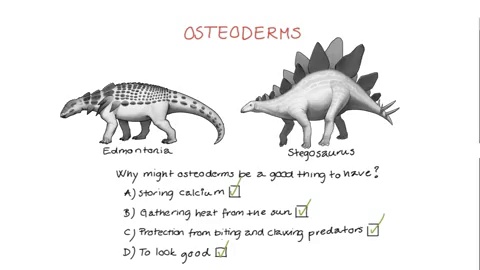 OSTEODERMS
Edmontonia
Stegosaurus
Why might osteoderms be a good thing to have?
A) Storing calcium
B) Gathering heat from the sun
C) Protection from biting and clawing predators
D) To look good